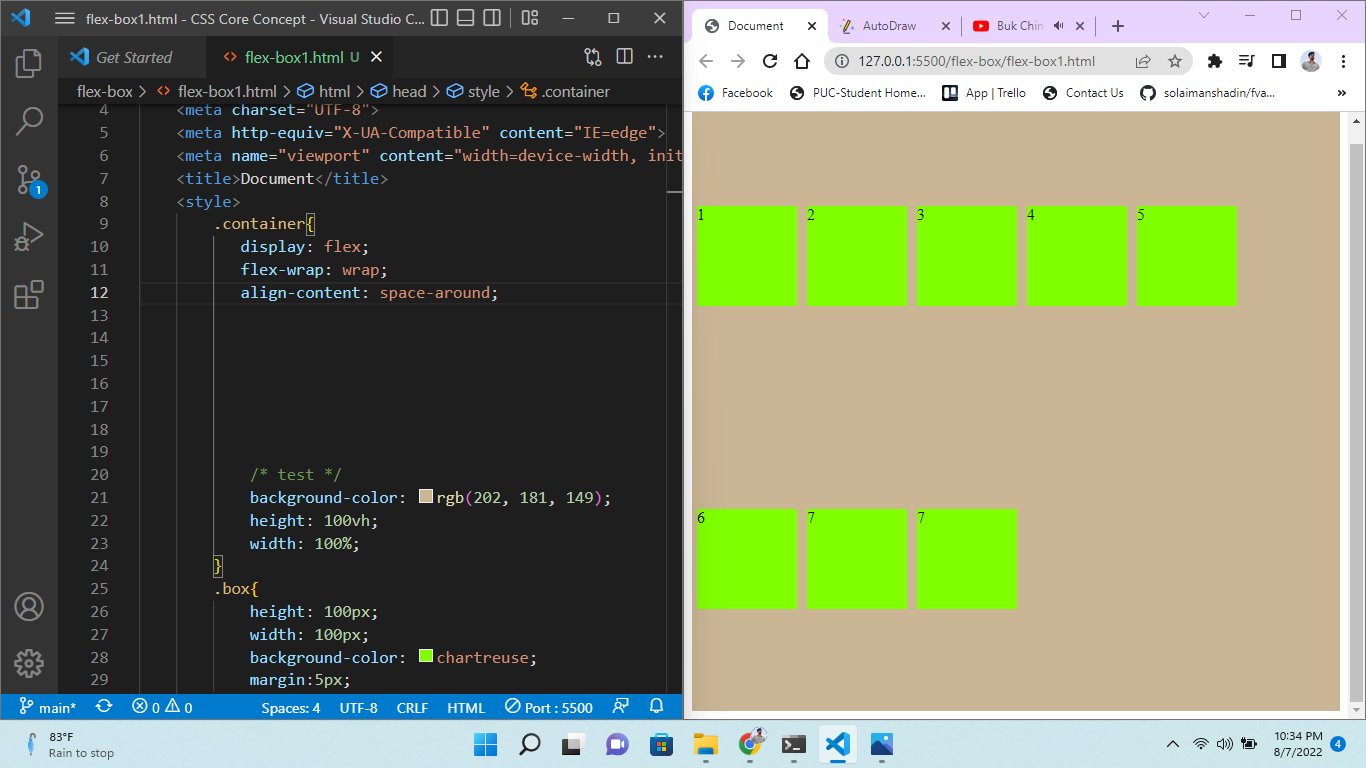 flex-box1.html - CSS Core Concept - Visual Studio C...
Get Started
flex-box1.html U
flex-box > flex-box1.html > html > head > style > .container
4 <meta charset="UTF-8">
5 <meta http-equiv="X-UA-Compatible" content="IE=edge">
6 <meta name="viewport" content="width=device-width, init
7 <title>Document</title>
8 <style>
9 .container{
10 display: flex;
11 flex-wrap: wrap;
12 align-content: space-around;
13
14
15
16
17
18
19
20 /* test */
21 background-color: rgb(202, 181, 149);
22 height: 100vh;
23 width: 100%;
24 }
25 .box{
26 height: 100px;
27 width: 100px;
28 background-color: chartreuse;
29 margin:5px;
1
main* 0 0 Spaces: 4 UTF-8 CRLF HTML Port : 5500
Document
AutoDraw
Buk Chin
127.0.0.1:5500/flex-box/flex-box1.html
Facebook PUC-Student Home... App | Trello Contact Us solaimanshadin/fva... »
1 2 3 4 5
6 7 7
83°F
Rain to stop
10:34 PM
8/7/2022
4